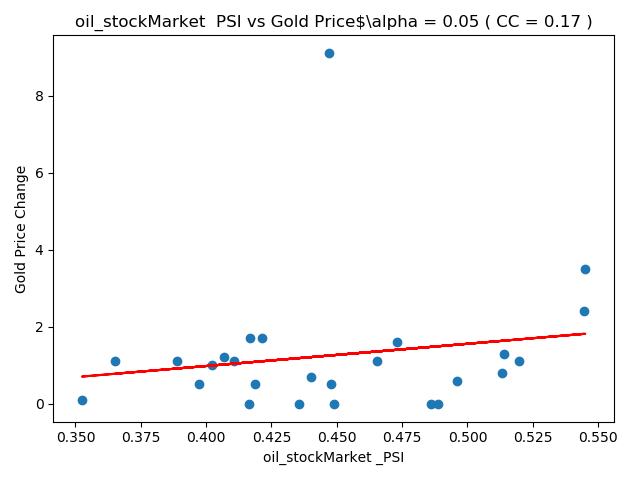 oil_stockMarket  PSI vs Gold Price$\alpha = 0.05 ( CC = 0.17 )
8
6
4
2
0
Gold Price Change
0.350 0.375 0.400 0.425 0.450 0.475 0.500 0.525 0.550
oil_stockMarket _PSI